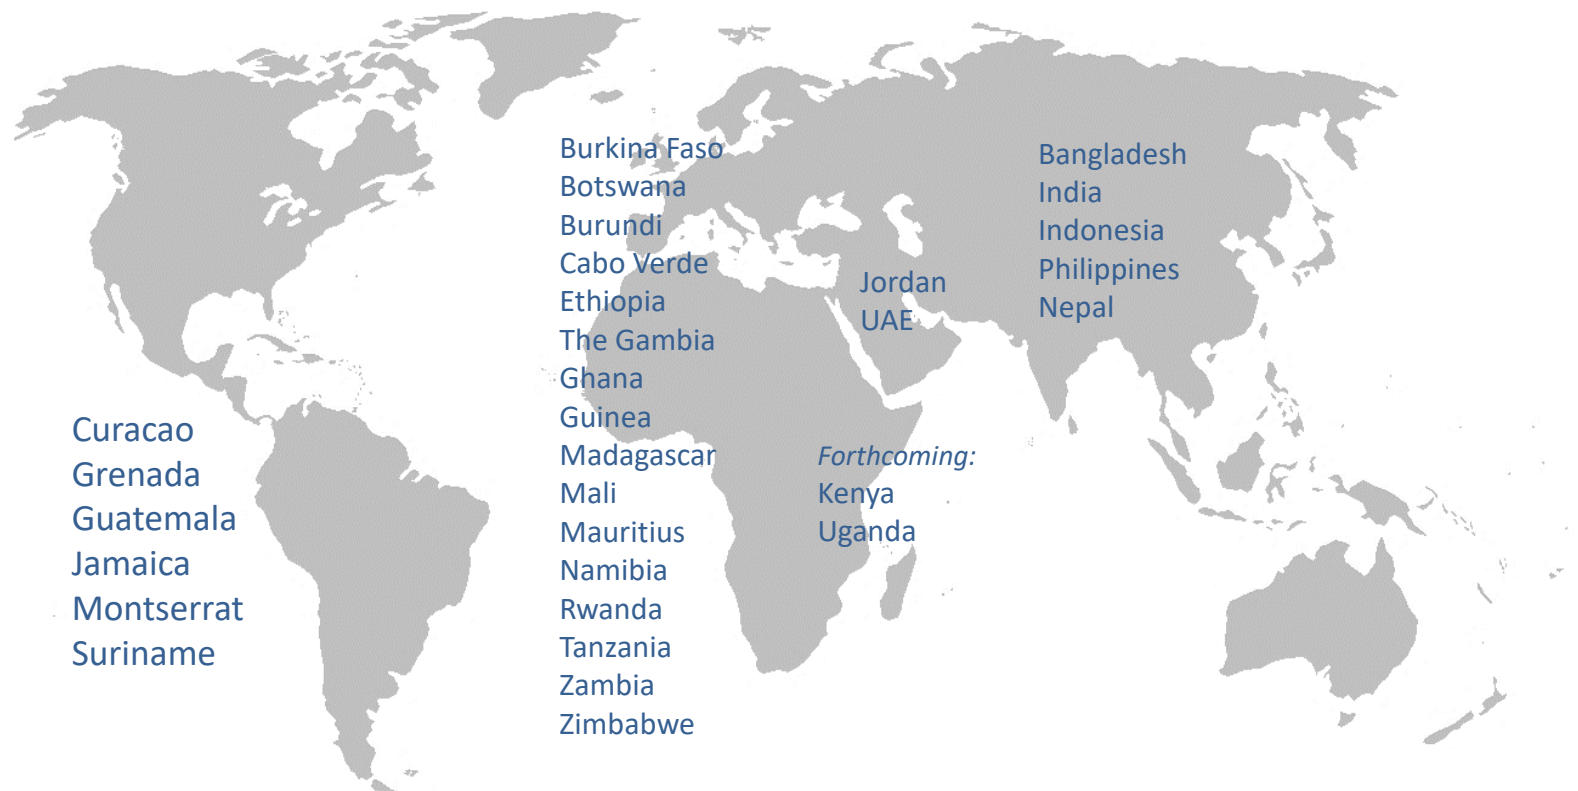 Curacao
Grenada
Guatemala
Jamaica
Montserrat
Suriname
Burkina Faso
Botswana
Burundi
Cabo Verde
Ethiopia
The Gambia
Ghana
Guinea
Madagascar
Mali
Mauritius
Namibia
Rwanda
Tanzania
Zambia
Zimbabwe
Jordan
UAE
Forthcoming:
Kenya
Uganda
Bangladesh
India
Indonesia
Philippines
Nepal